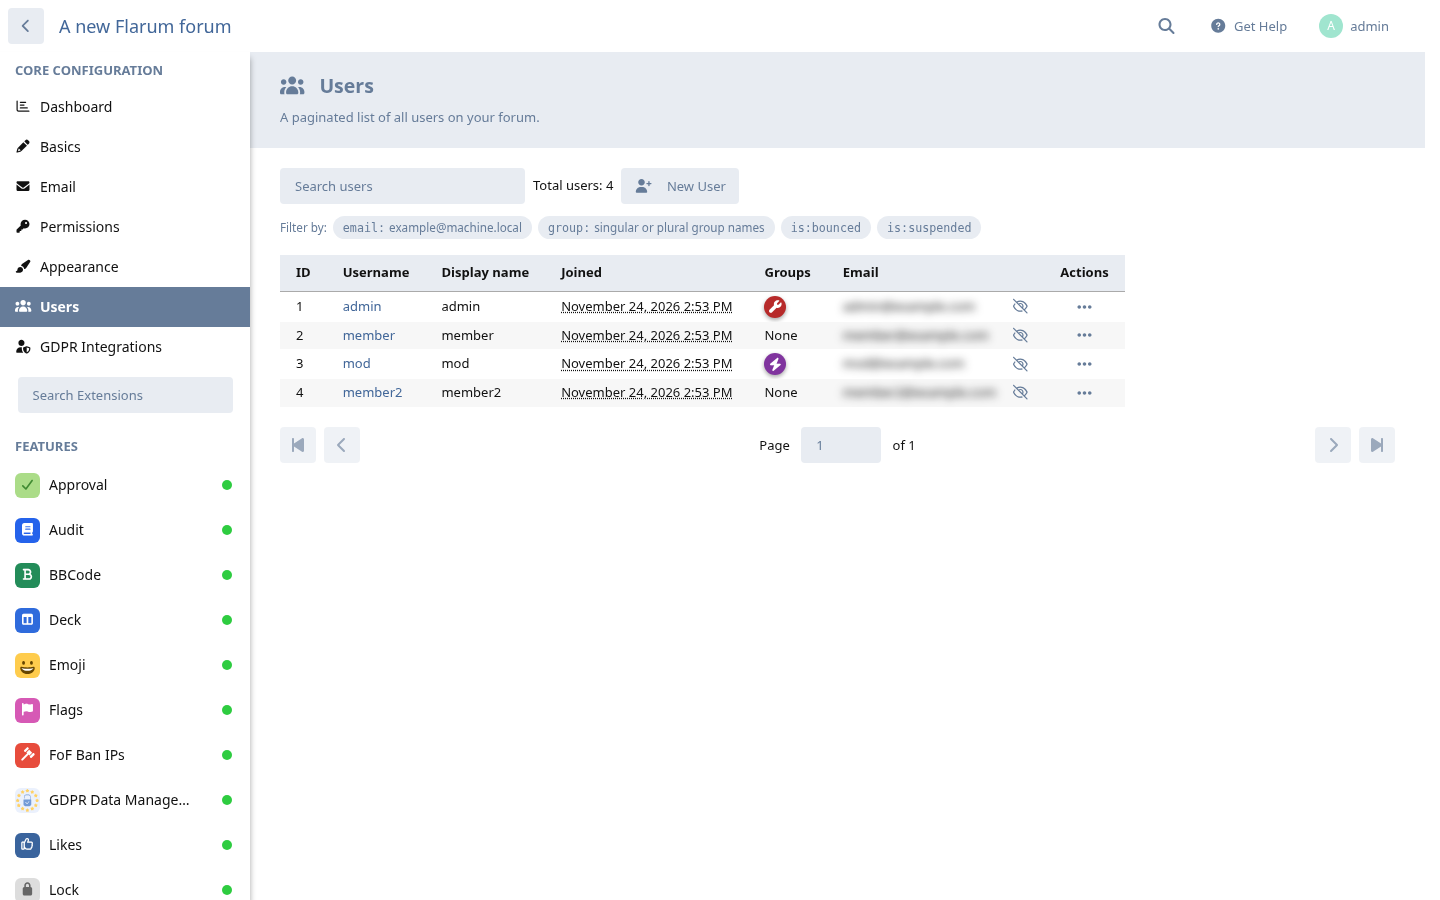 A new Flarum forum
Get Help
A admin
CORE CONFIGURATION
Dashboard
Basics
Email
Permissions
Appearance
Users
GDPR Integrations
Search Extensions
FEATURES
Approval
Audit
BBCode
Deck
Emoji
Flags
FoF Ban IPs
GDPR Data Manage...
Likes
Lock
Users
A paginated list of all users on your forum.
Search users Total users: 4 New User
Filter by: email: example@machine.local group: singular or plural group names is:bounced is:suspended
ID Username Display name Joined Groups Email Actions
1 admin admin November 24, 2026 2:53 PM
2 member member November 24, 2026 2:53 PM None
3 mod mod November 24, 2026 2:53 PM
4 member2 member2 November 24, 2026 2:53 PM None
Page 1 of 1